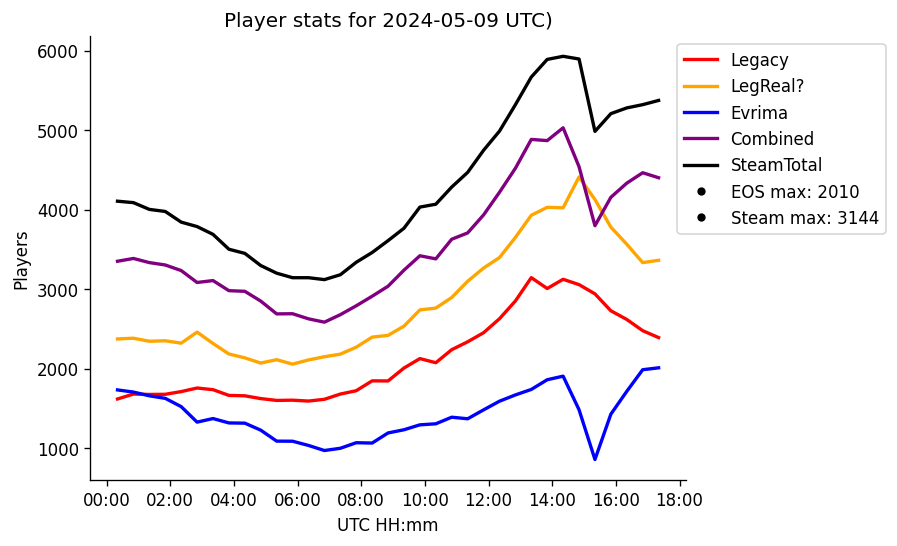 Player stats for 2024-05-09 UTC)
Players
6000
5000
4000
3000
2000
1000
00:00 02:00 04:00 06:00 08:00 10:00 12:00 14:00 16:00 18:00
UTC HH:mm
Legacy
LegReal?
Evrima
Combined
SteamTotal
EOS max: 2010
Steam max: 3144